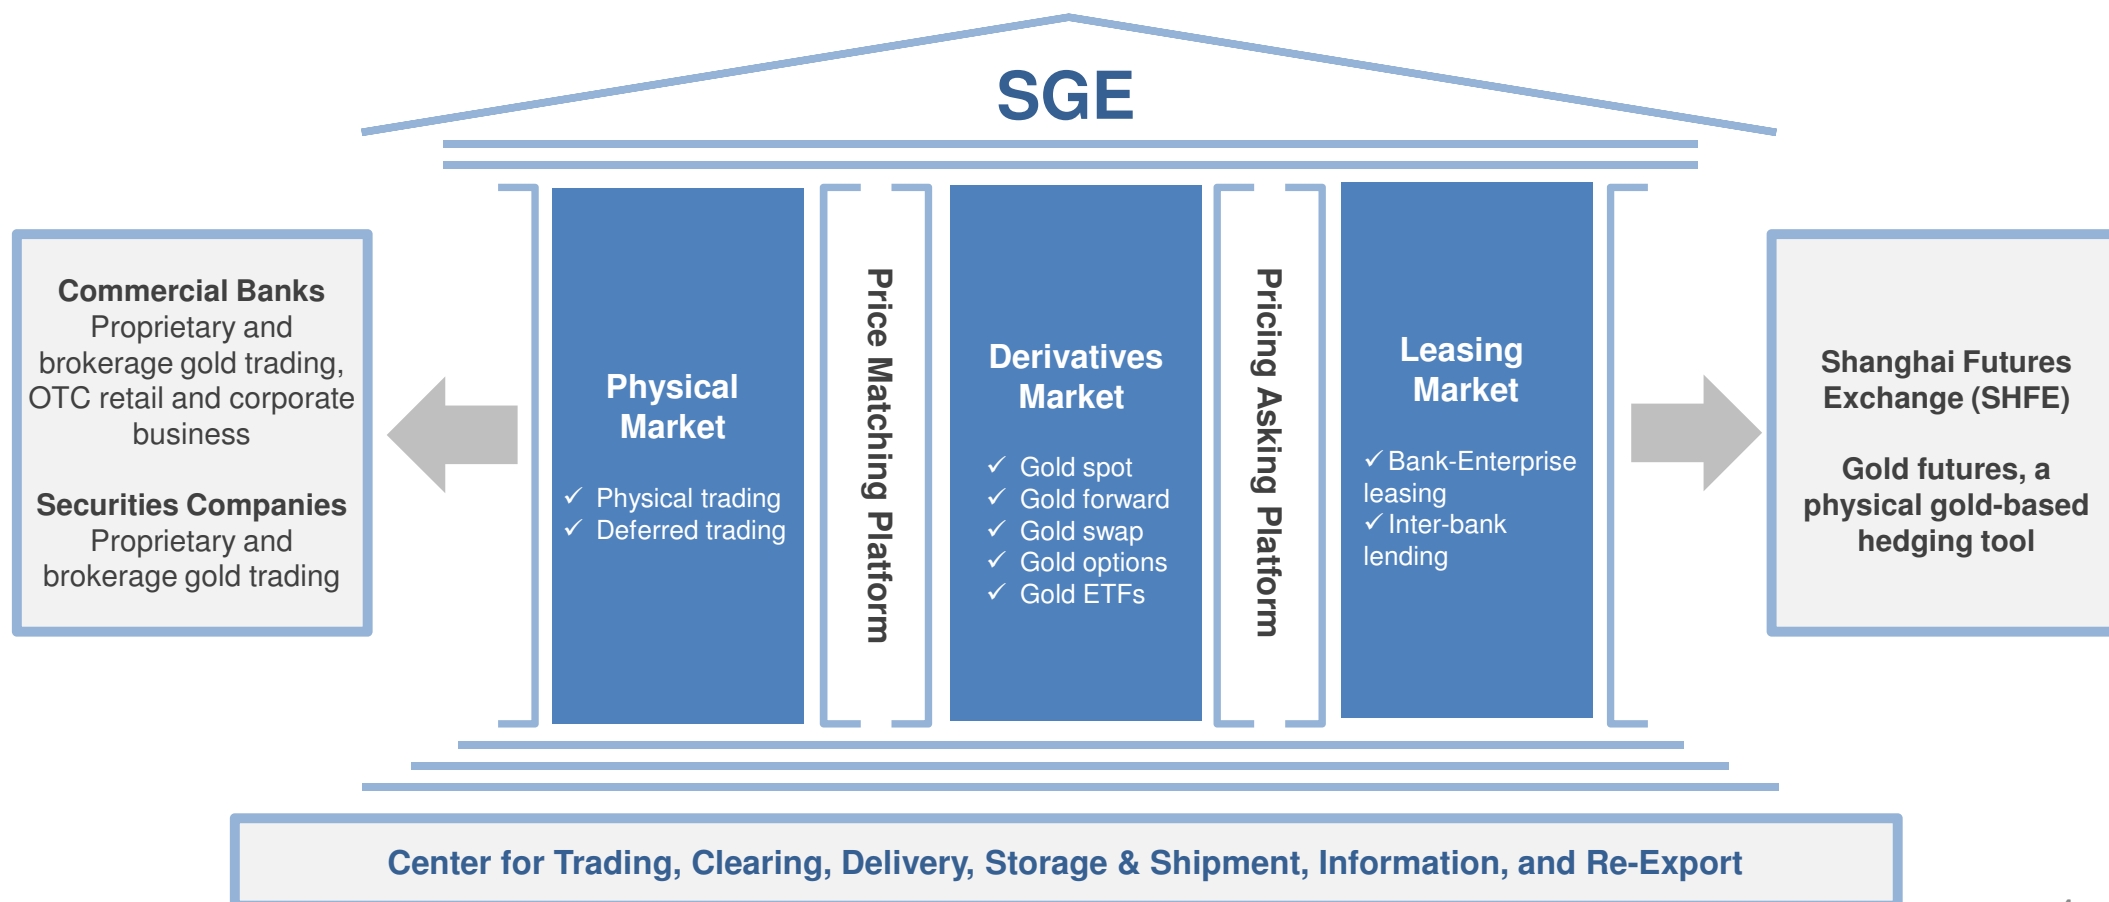 SGE
Commercial Banks
Proprietary and
brokerage gold trading,
OTC retail and corporate
business
Securities Companies
Proprietary and
brokerage gold trading
Physical
Market
✓ Physical trading
✓ Deferred trading
Price Matching Platform
Derivatives
Market
✓ Gold spot
✓ Gold forward
✓ Gold swap
✓ Gold options
✓ Gold ETFs
Pricing Asking Platform
Leasing
Market
✓ Bank-Enterprise
leasing
✓ Inter-bank
lending
Shanghai Futures
Exchange (SHFE)
Gold futures, a
physical gold-based
hedging tool
Center for Trading, Clearing, Delivery, Storage & Shipment, Information, and Re-Export